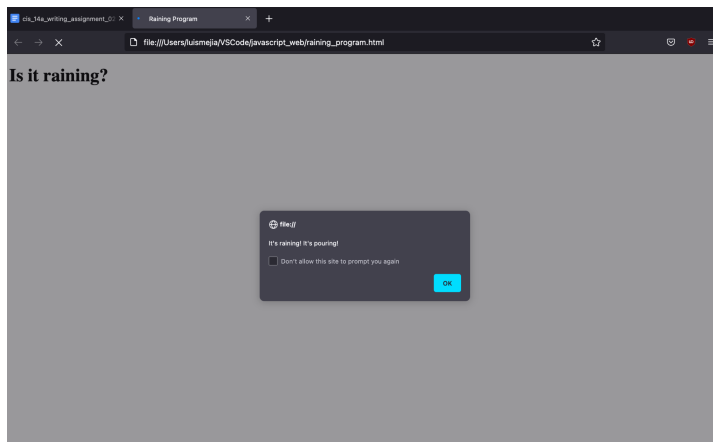 cis_14a_writing_assignment_02
Raining Program
file:///Users/luismejia/VSCode/javascript_web/raining_program.html
Is it raining?
file://
It's raining! it's pouring!
Don't allow this site to prompt you again
OK